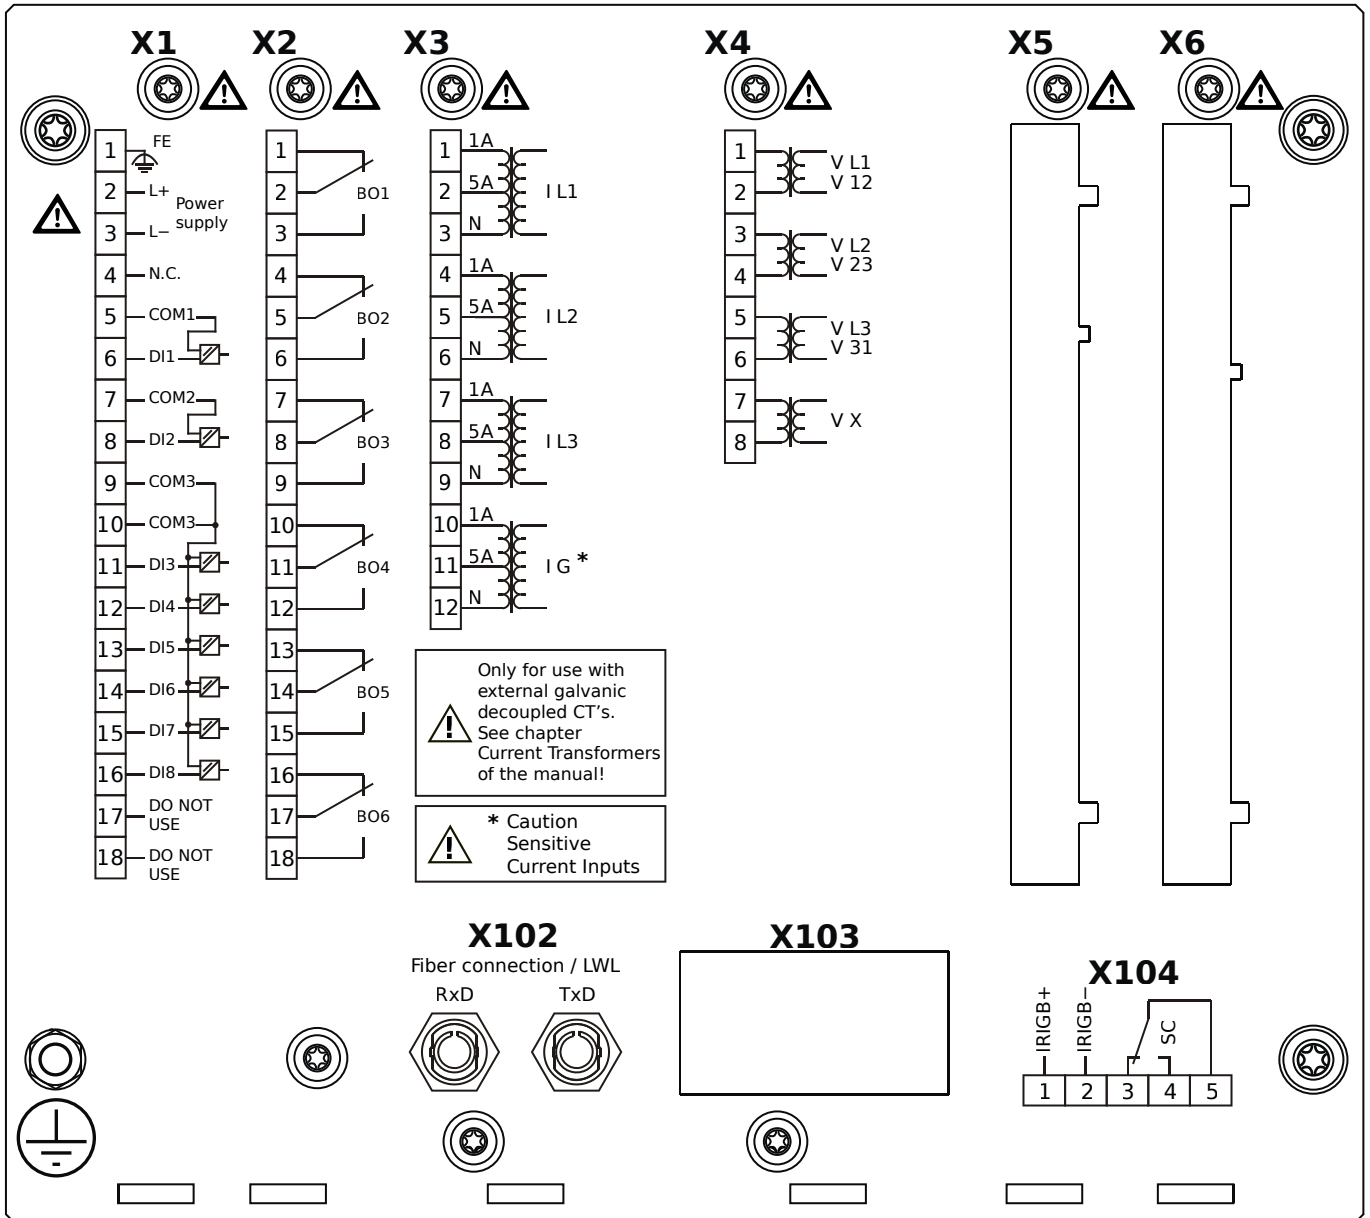 X1
X2
X3
X4
X5
X6
1 FE
2 L+
Power
supply
3 L−
4 N.C.
5 COM1
6 DI1
7 COM2
8 DI2
9 COM3
10 COM3
11 DI3
12 DI4
13 DI5
14 DI6
15 DI7
16 DI8
17 DO NOT
USE
18 DO NOT
USE
1
2 BO1
3
4
5 BO2
6
7
8 BO3
9
10
11 BO4
12
13
14 BO5
15
16
17 BO6
18
1 1A
2 5A I L1
3 N
4 1A
5 5A I L2
6 N
7 1A
8 5A I L3
9 N
10 1A
11 5A I G *
12 N
Only for use with
external galvanic
decoupled CT's.
See chapter
Current Transformers
of the manual!
* Caution
Sensitive
Current Inputs
1 V L1
2 V 12
3 V L2
4 V 23
5 V L3
6 V 31
7 V X
8
X102
Fiber connection / LWL
RxD TxD
X103
X104
IRIGB+
IRIGB−
SC
1 2 3 4 5